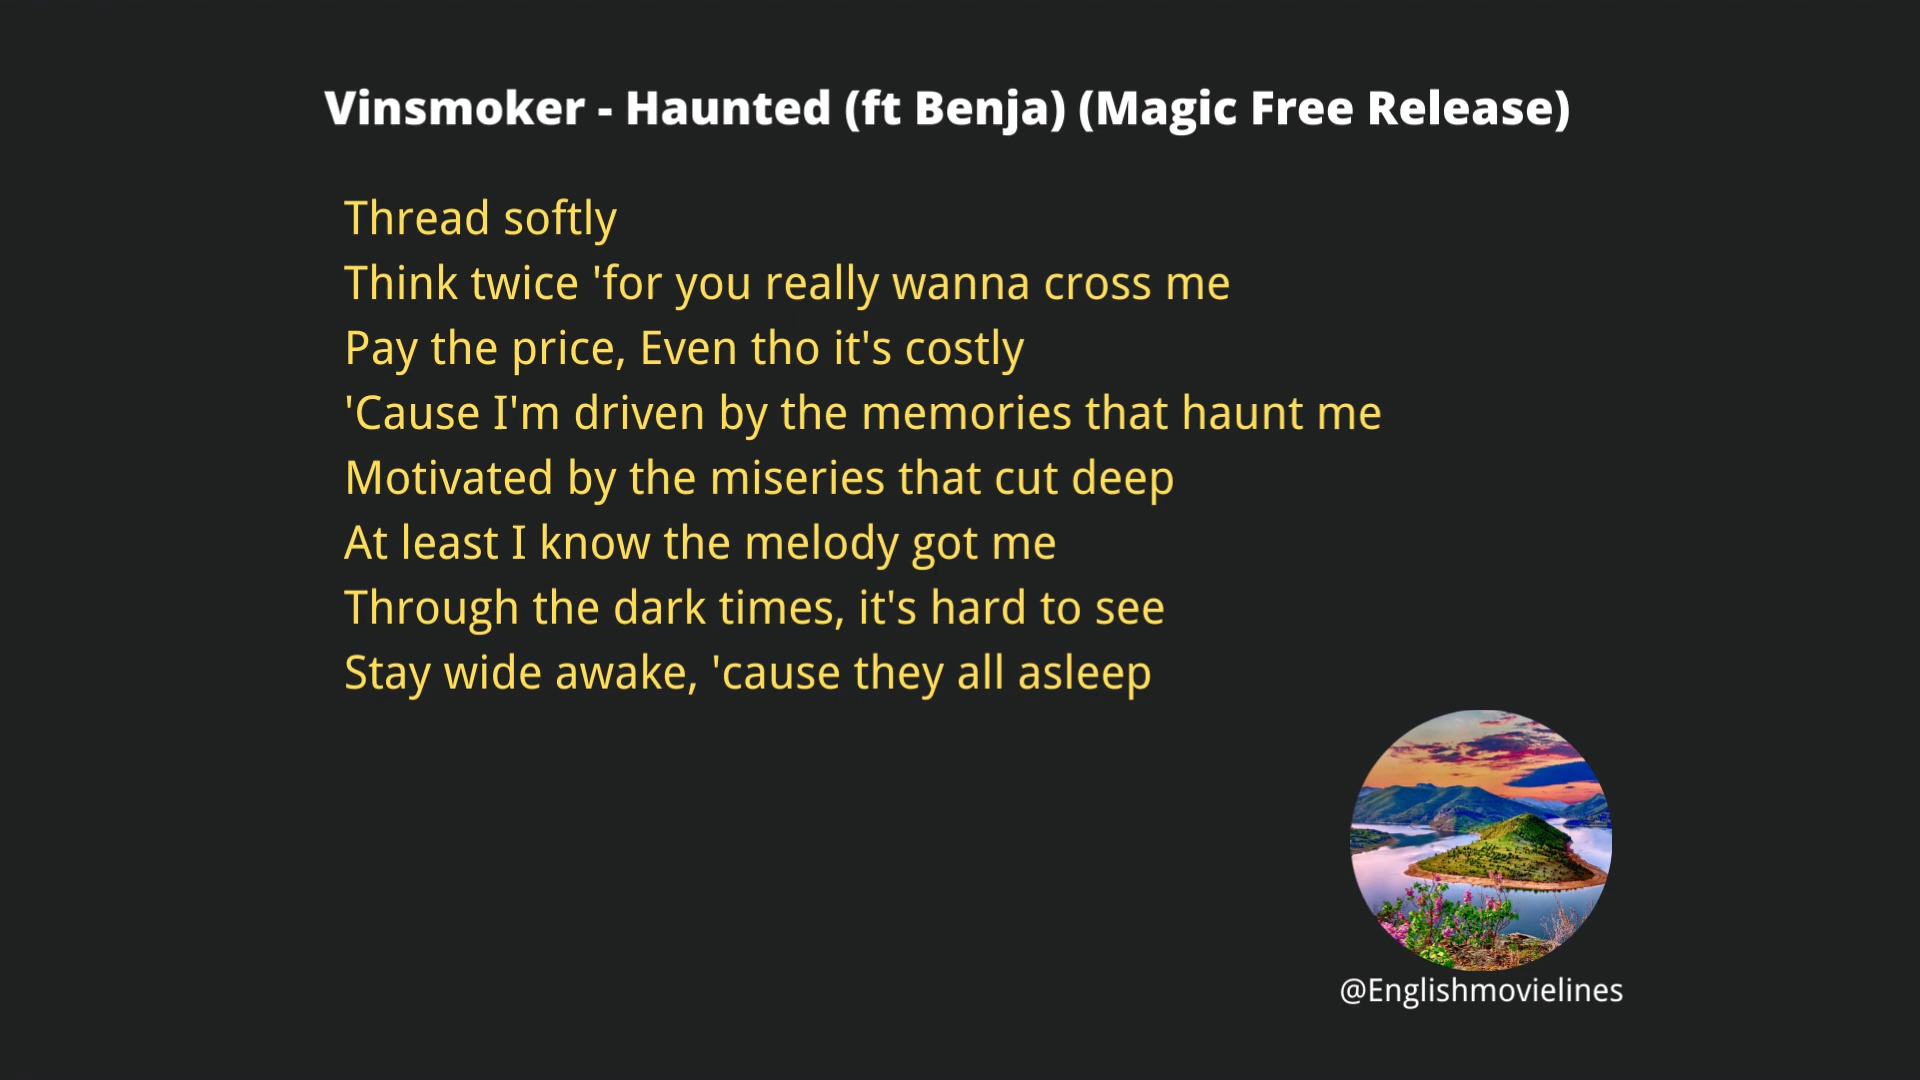 Vinsmoker - Haunted (ft Benja) (Magic Free Release)
Thread softly
Think twice 'for you really wanna cross me
Pay the price, Even tho it's costly
'Cause I'm driven by the memories that haunt me
Motivated by the miseries that cut deep
At least I know the melody got me
Through the dark times, it's hard to see
Stay wide awake, 'cause they all asleep
@Englishmovielines